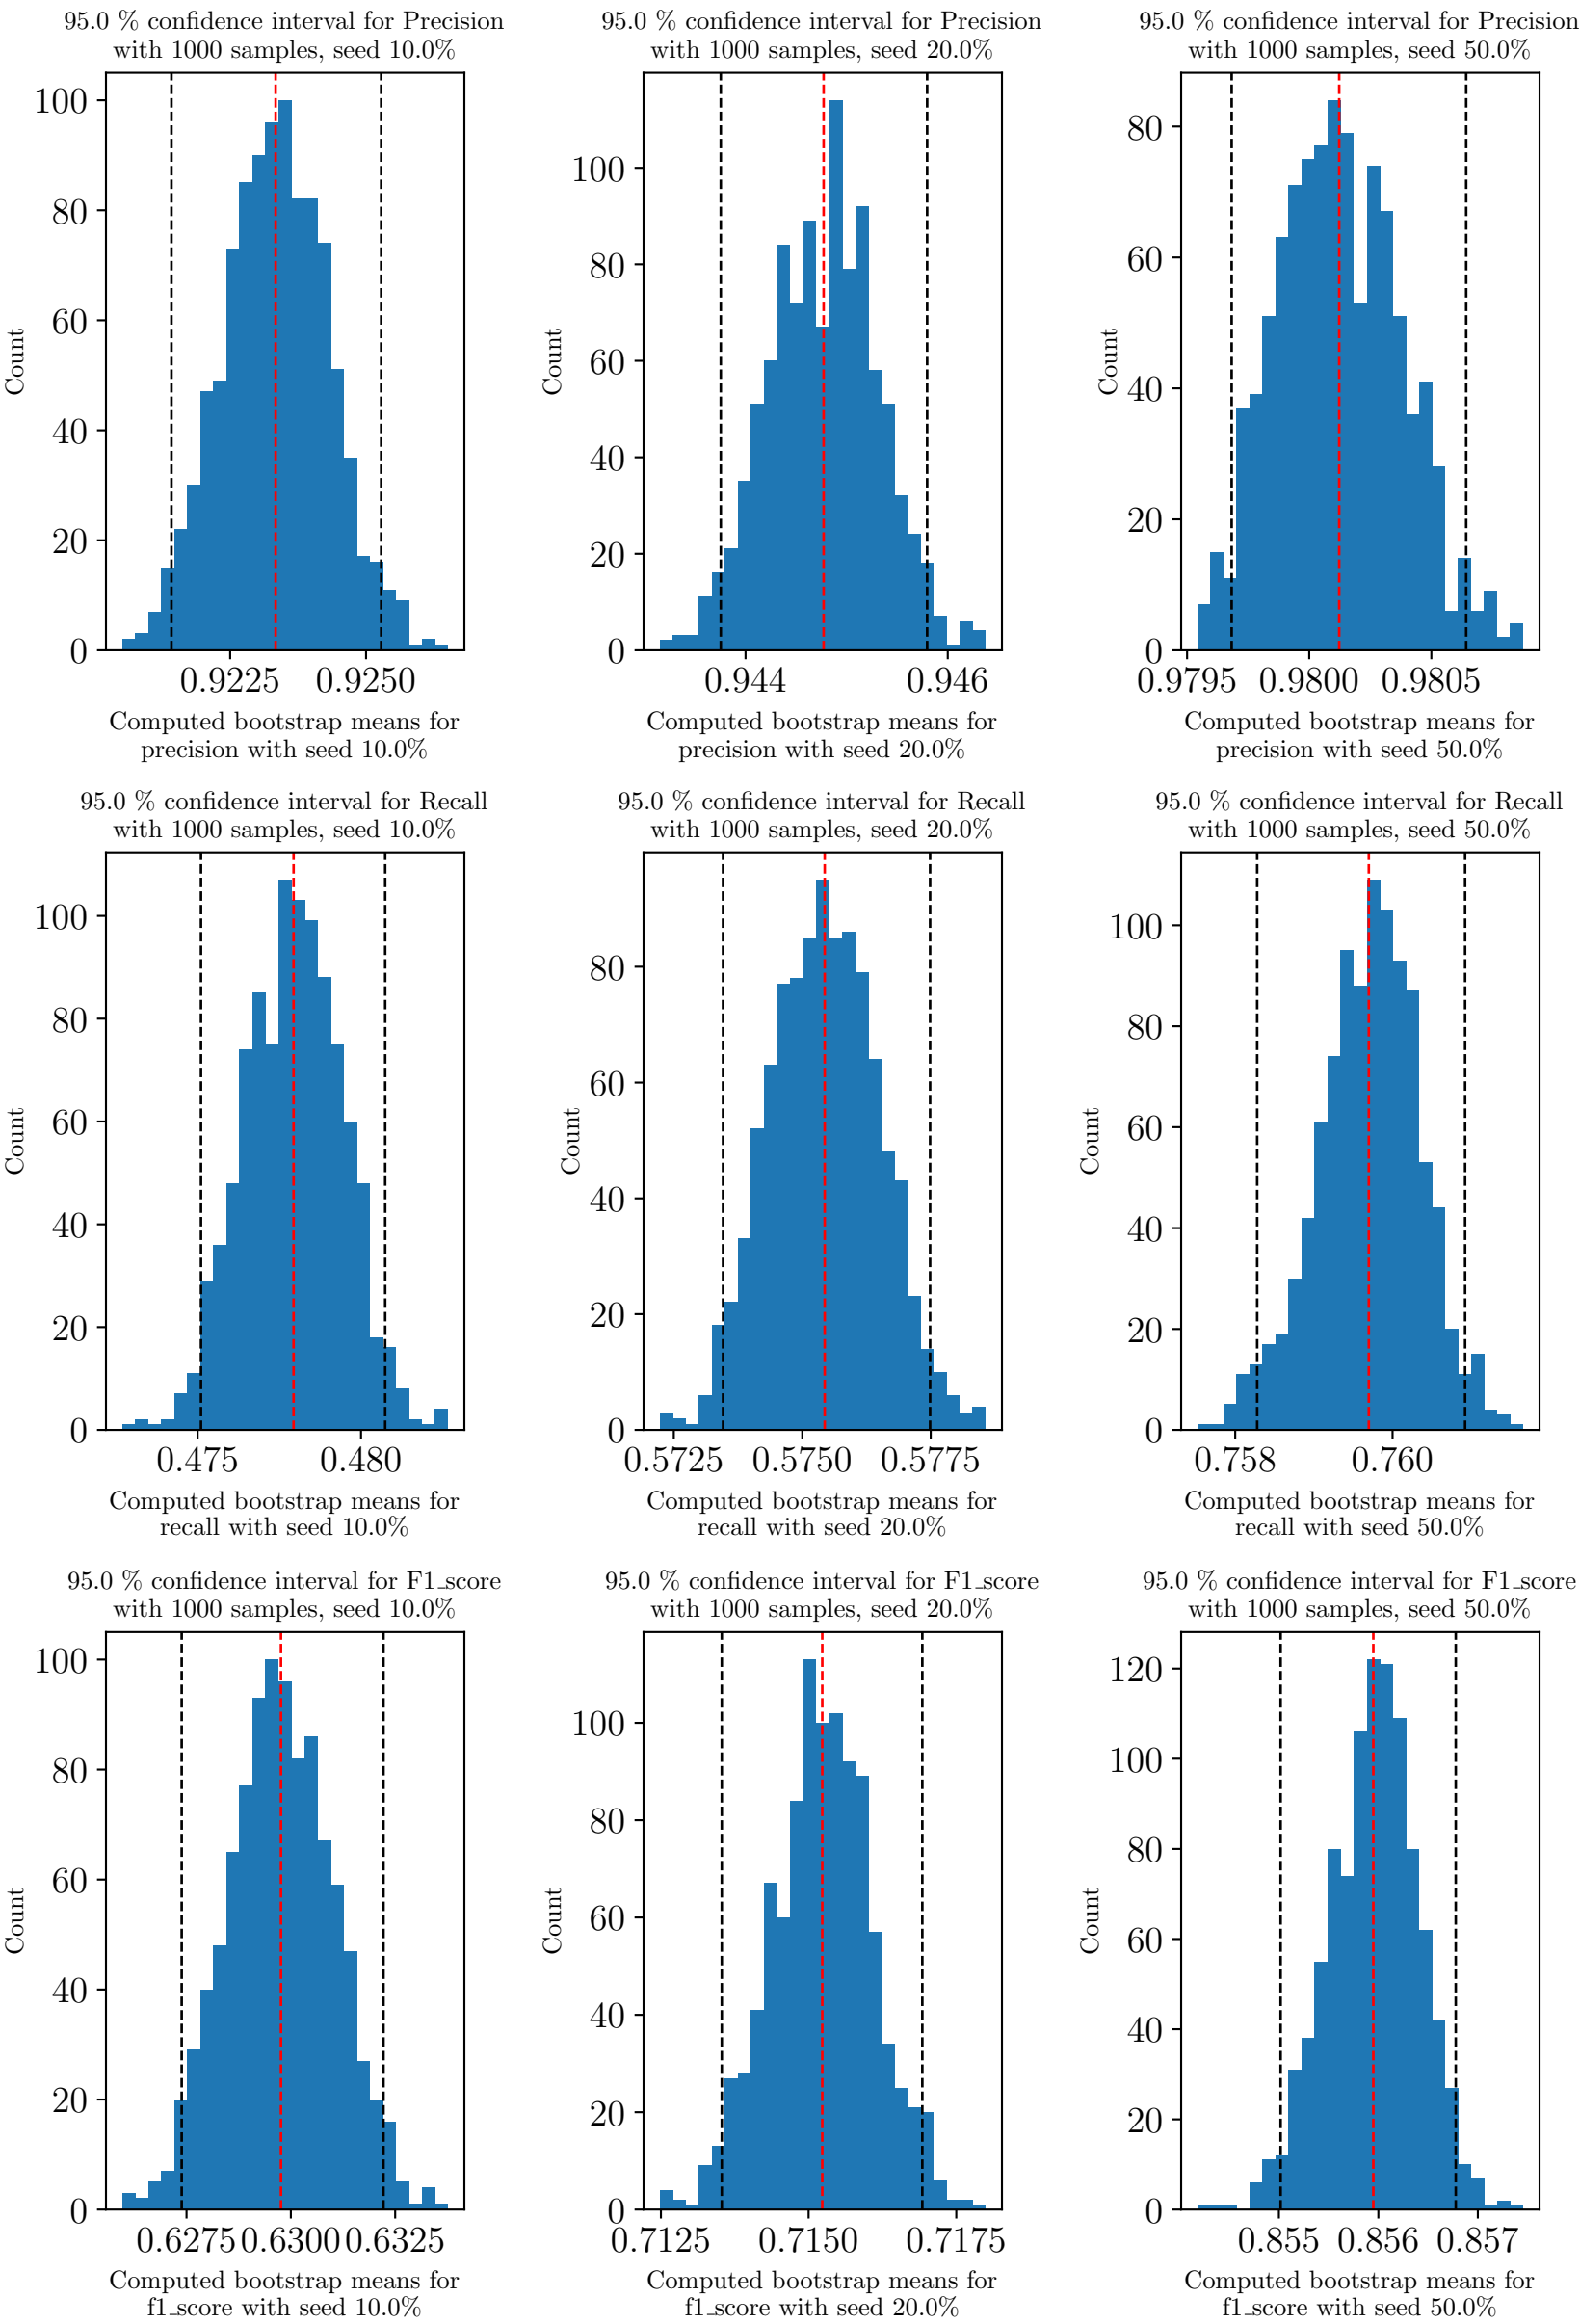 95.0 % confidence interval for Precision
with 1000 samples, seed 10.0%
100
80
60
40
20
0
Count
0.9225 0.9250
Computed bootstrap means for
precision with seed 10.0%
95.0 % confidence interval for Precision
with 1000 samples, seed 20.0%
100
80
60
40
20
0
Count
0.944 0.946
Computed bootstrap means for
precision with seed 20.0%
95.0 % confidence interval for Precision
with 1000 samples, seed 50.0%
80
60
40
20
0
Count
0.9795 0.9800 0.9805
Computed bootstrap means for
precision with seed 50.0%
95.0 % confidence interval for Recall
with 1000 samples, seed 10.0%
100
80
60
40
20
0
Count
0.475 0.480
Computed bootstrap means for
recall with seed 10.0%
95.0 % confidence interval for Recall
with 1000 samples, seed 20.0%
80
60
40
20
0
Count
0.5725 0.5750 0.5775
Computed bootstrap means for
recall with seed 20.0%
95.0 % confidence interval for Recall
with 1000 samples, seed 50.0%
100
80
60
40
20
0
Count
0.758 0.760
Computed bootstrap means for
recall with seed 50.0%
95.0 % confidence interval for F1_score
with 1000 samples, seed 10.0%
100
80
60
40
20
0
Count
0.6275 0.6300 0.6325
Computed bootstrap means for
f1_score with seed 10.0%
95.0 % confidence interval for F1_score
with 1000 samples, seed 20.0%
100
80
60
40
20
0
Count
0.7125 0.7150 0.7175
Computed bootstrap means for
f1_score with seed 20.0%
95.0 % confidence interval for F1_score
with 1000 samples, seed 50.0%
120
100
80
60
40
20
0
Count
0.855 0.856 0.857
Computed bootstrap means for
f1_score with seed 50.0%